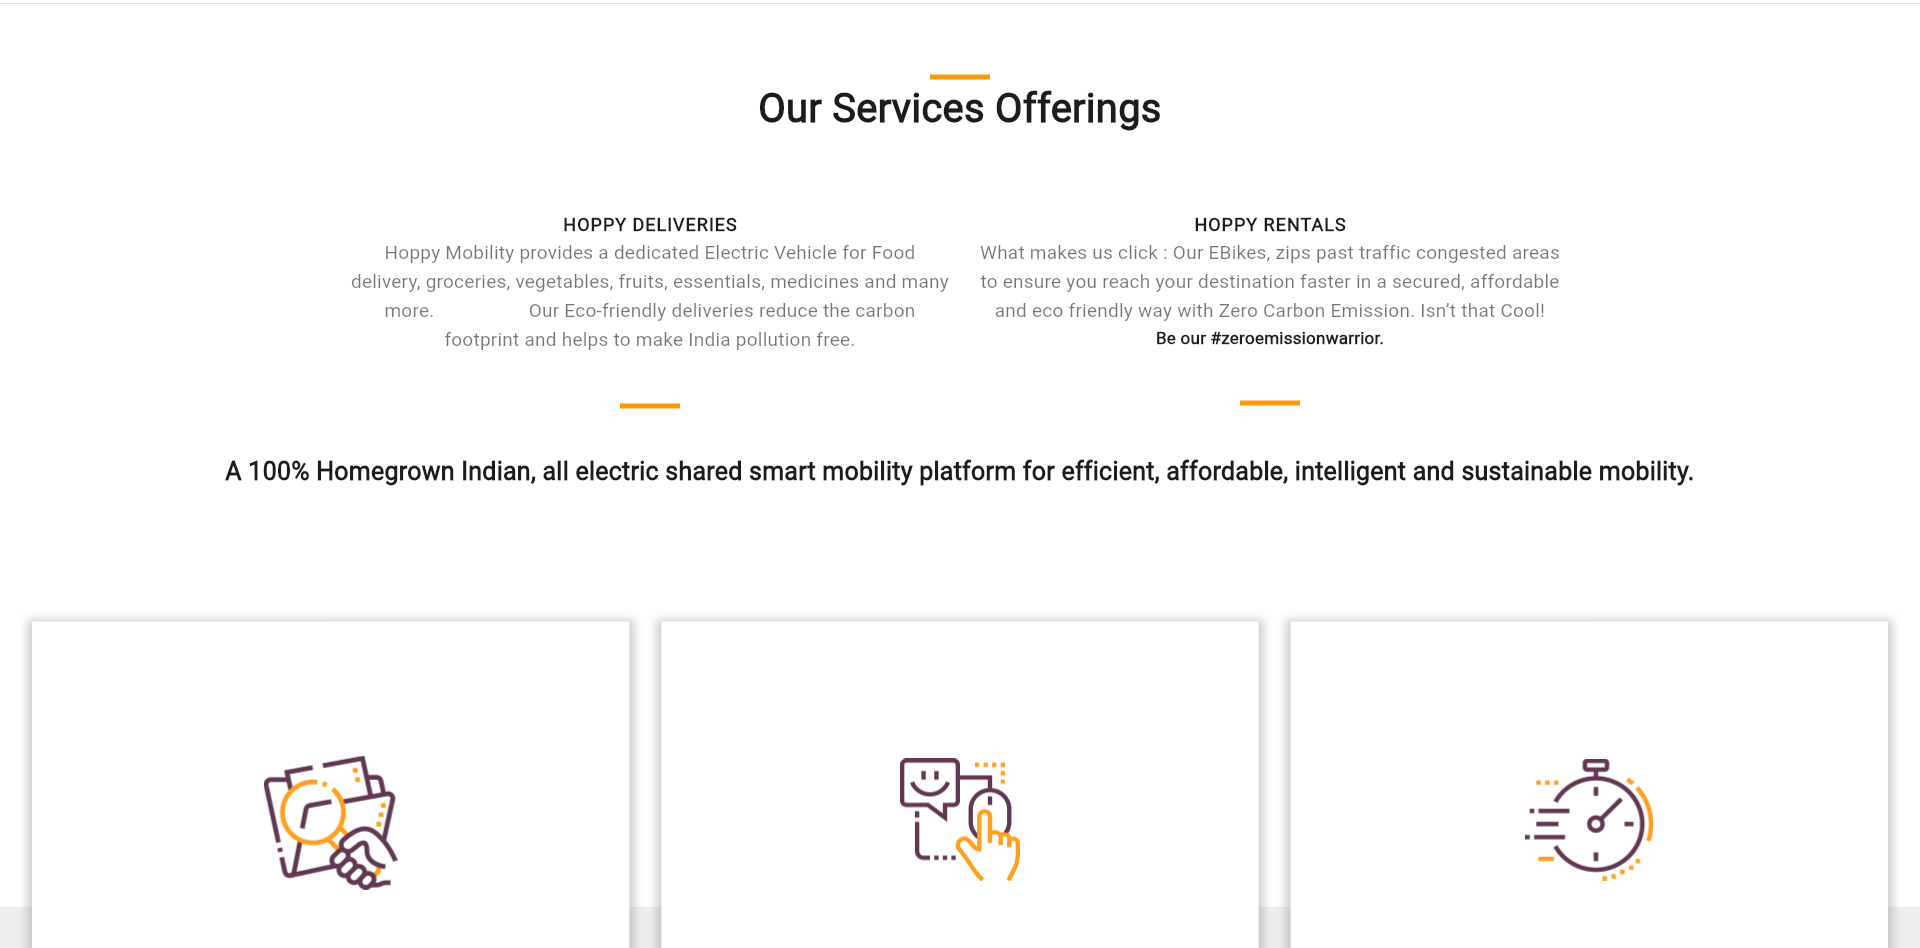 Our Services Offerings
HOPPY DELIVERIES
Hoppy Mobility provides a dedicated Electric Vehicle for Food
delivery, groceries, vegetables, fruits, essentials, medicines and many
more. Our Eco-friendly deliveries reduce the carbon
footprint and helps to make India pollution free.
HOPPY RENTALS
What makes us click : Our EBikes, zips past traffic congested areas
to ensure you reach your destination faster in a secured, affordable
and eco friendly way with Zero Carbon Emission. Isn’t that Cool!
Be our #zeroemissionwarrior.
A 100% Homegrown Indian, all electric shared smart mobility platform for efficient, affordable, intelligent and sustainable mobility.